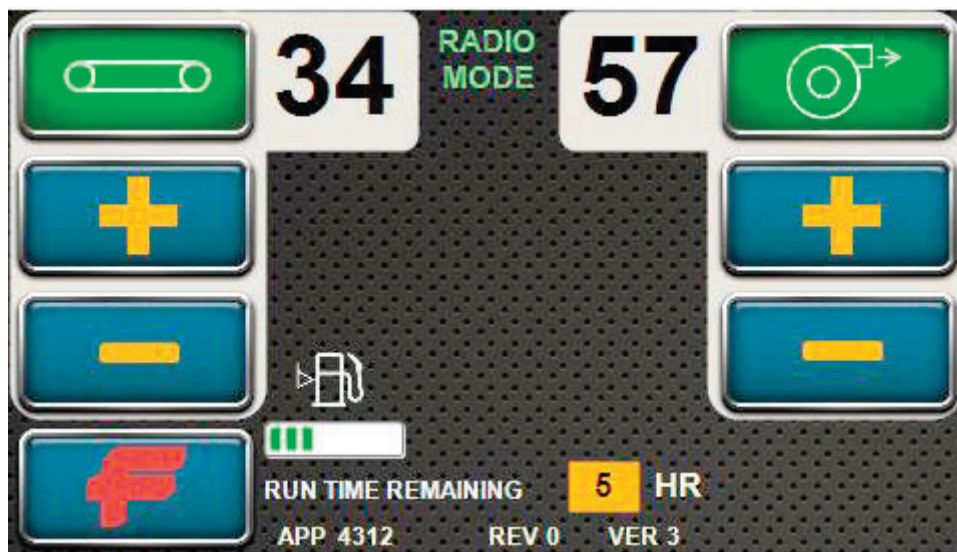 34
RADIO
MODE
57
RUN TIME REMAINING 5 HR
APP 4312 REV 0 VER 3